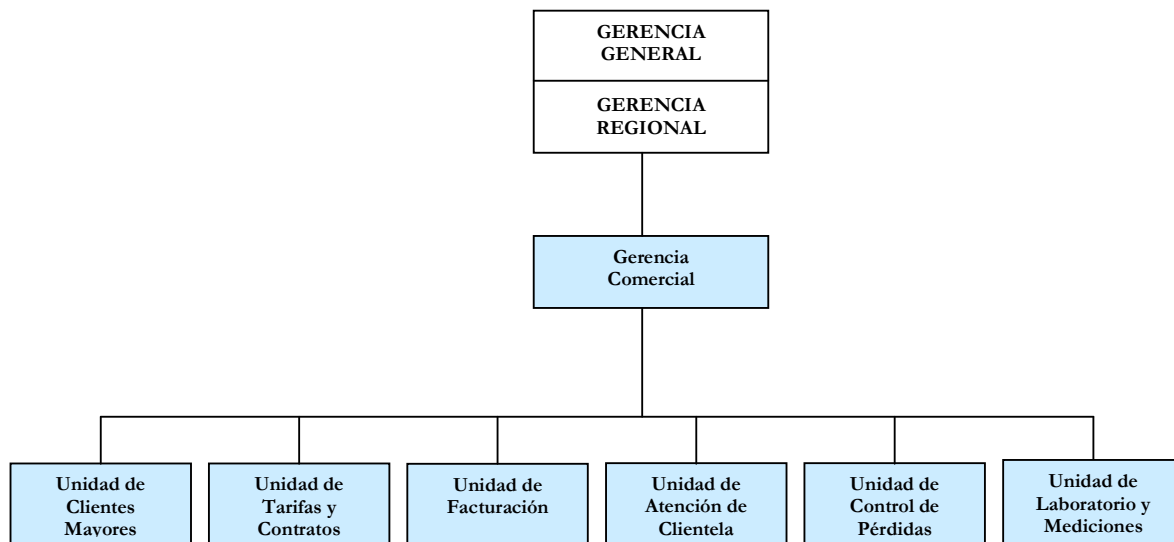 GERENCIA
GENERAL
GERENCIA
REGIONAL
Gerencia
Comercial
Unidad de
Clientes
Mayores
Unidad de
Tarifas y
Contratos
Unidad de
Facturación
Unidad de
Atención de
Clientela
Unidad de
Control de
Pérdidas
Unidad de
Laboratorio y
Mediciones